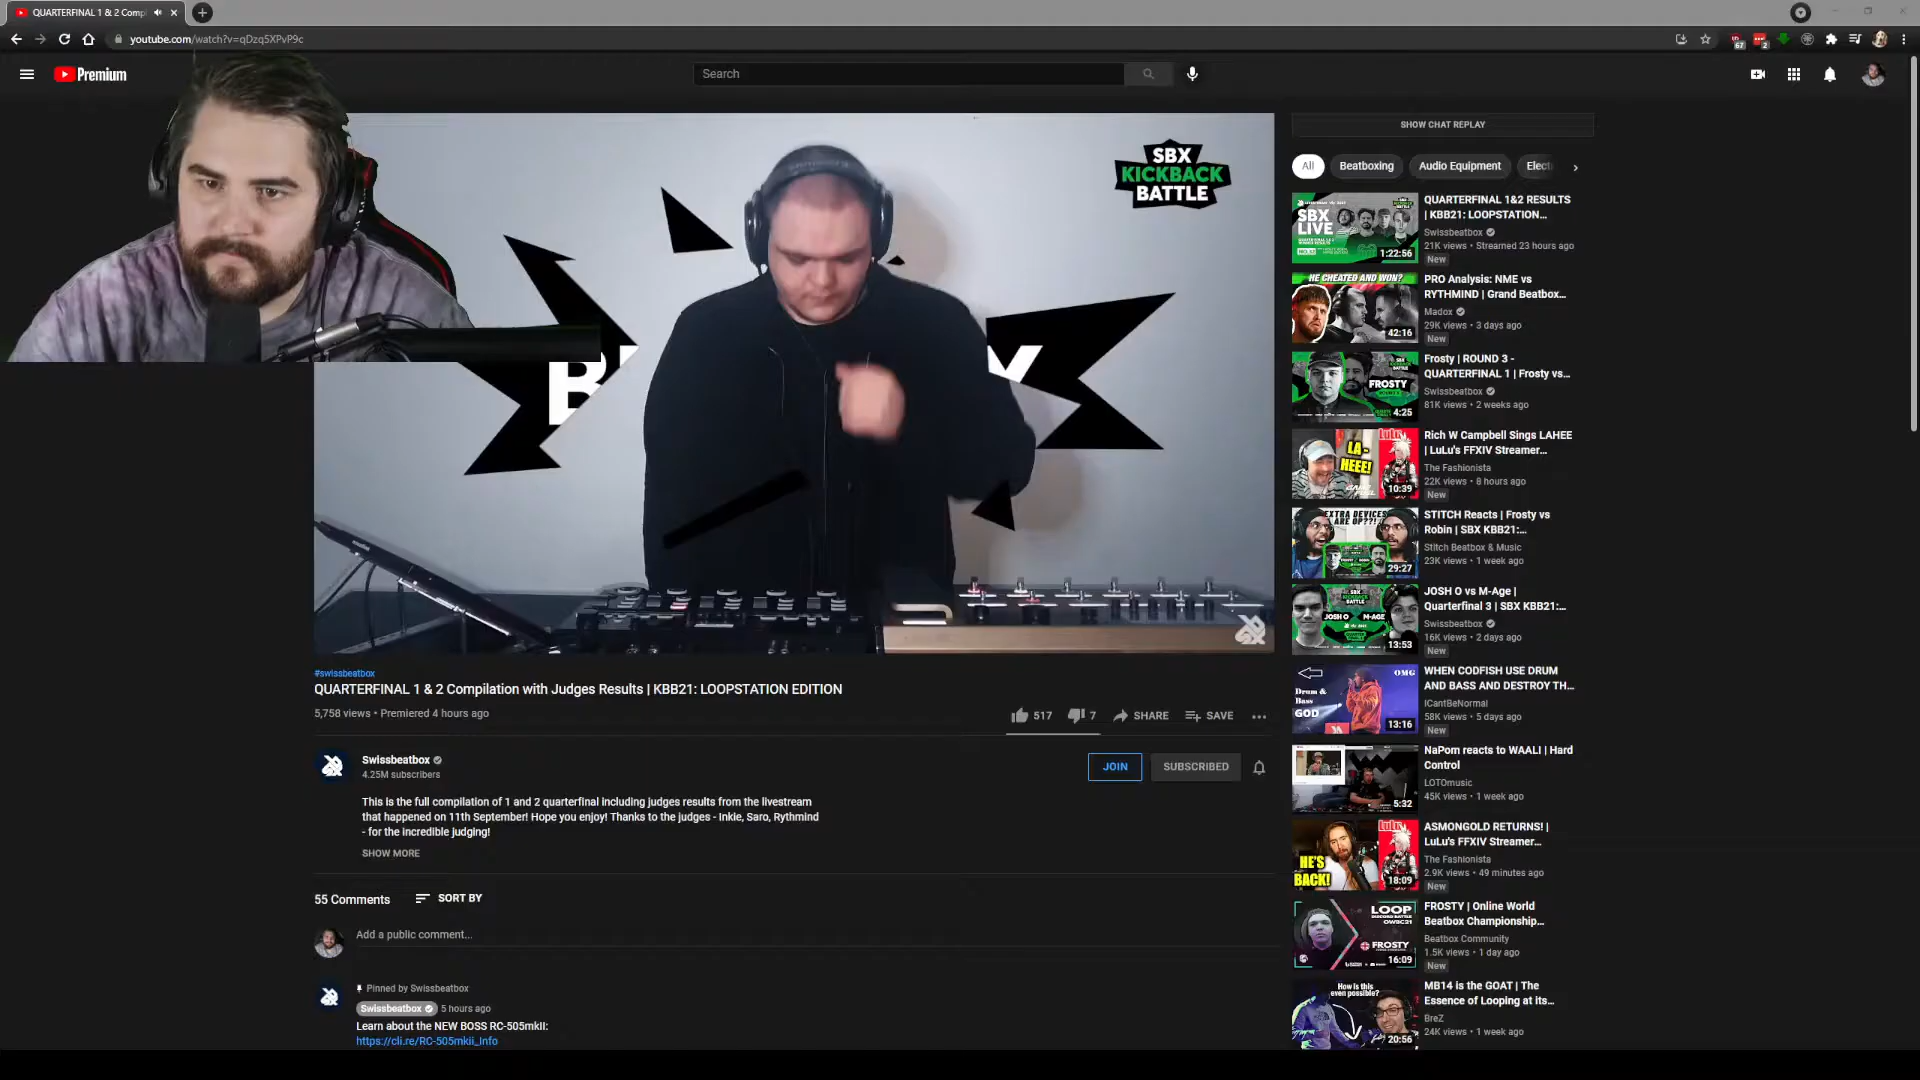 QUARTERFINAL 1 & 2 Compi
youtube.com/watch?v=qDzq5XPvP9c
67
2
Premium
Search
SBX
KICKBACK
BATTLE
B
Y
#swissbeatbox
QUARTERFINAL 1 & 2 Compilation with Judges Results | KBB21: LOOPSTATION EDITION
5,758 views • Premiered 4 hours ago
517
7
SHARE
SAVE
Swissbeatbox
4.25M subscribers
JOIN
SUBSCRIBED
This is the full compilation of 1 and 2 quarterfinal including judges results from the livestream
that happened on 11th September! Hope you enjoy! Thanks to the judges - Inkie, Saro, Rythmind
- for the incredible judging!
SHOW MORE
55 Comments
SORT BY
Add a public comment...
Pinned by Swissbeatbox
Swissbeatbox
5 hours ago
Learn about the NEW BOSS RC-505mkII:
https://cli.re/RC-505mkii_Info
SHOW CHAT REPLAY
All
Beatboxing
Audio Equipment
Elect
SBX
LIVE
1:22:56
QUARTERFINAL 1&2 RESULTS
| KBB21: LOOPSTATION...
Swissbeatbox
21K views • Streamed 23 hours ago
New
HE CHEATED AND WON?
42:16
PRO Analysis: NME vs
RYTHMIND | Grand Beatbox...
Madox
29K views • 3 days ago
New
FROSTY
4:25
Frosty | ROUND 3 -
QUARTERFINAL 1 | Frosty vs...
Swissbeatbox
81K views • 2 weeks ago
LA -
HEEE!
LuLu's
10:39
Rich W Campbell Sings LAHEE
| LuLu's FFXIV Streamer...
The Fashionista
22K views • 8 hours ago
New
EXTRA DEVICES
ARE OP??!
29:27
STITCH Reacts | Frosty vs
Robin | SBX KBB21:...
Stitch Beatbox & Music
23K views • 1 week ago
JOSH O
M-AGE
13:53
JOSH O vs M-Age |
Quarterfinal 3 | SBX KBB21:...
Swissbeatbox
16K views • 2 days ago
New
OMG
Drum &
Bass
GOD
13:16
WHEN CODFISH USE DRUM
AND BASS AND DESTROY TH...
ICantBeNormal
58K views • 5 days ago
New
5:32
NaPom reacts to WAALI | Hard
Control
LOTOmusic
45K views • 1 week ago
HE'S
BACK!
LuLu's
18:09
ASMONGOLD RETURNS! |
LuLu's FFXIV Streamer...
The Fashionista
2.9K views • 49 minutes ago
New
LOOP
FROSTY
16:09
FROSTY | Online World
Beatbox Championship...
Beatbox Community
1.5K views • 1 day ago
New
How is this
even possible?
20:56
MB14 is the GOAT | The
Essence of Looping at its...
BreZ
24K views • 1 week ago